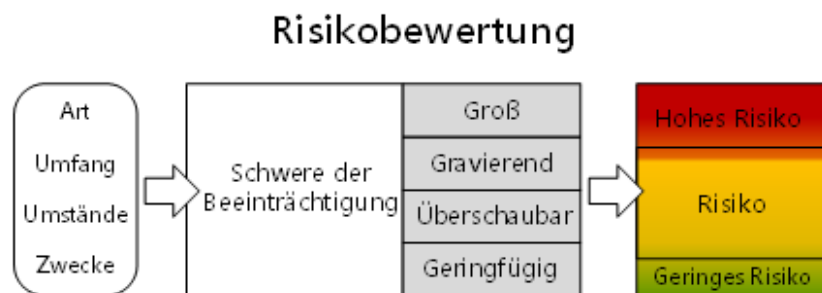 Risikobewertung
Art
Umfang
Umstände
Zwecke
Schwere der
Beeinträchtigung
Groß
Gravierend
Überschaubar
Geringfügig
Hohes Risiko
Risiko
Geringes Risiko